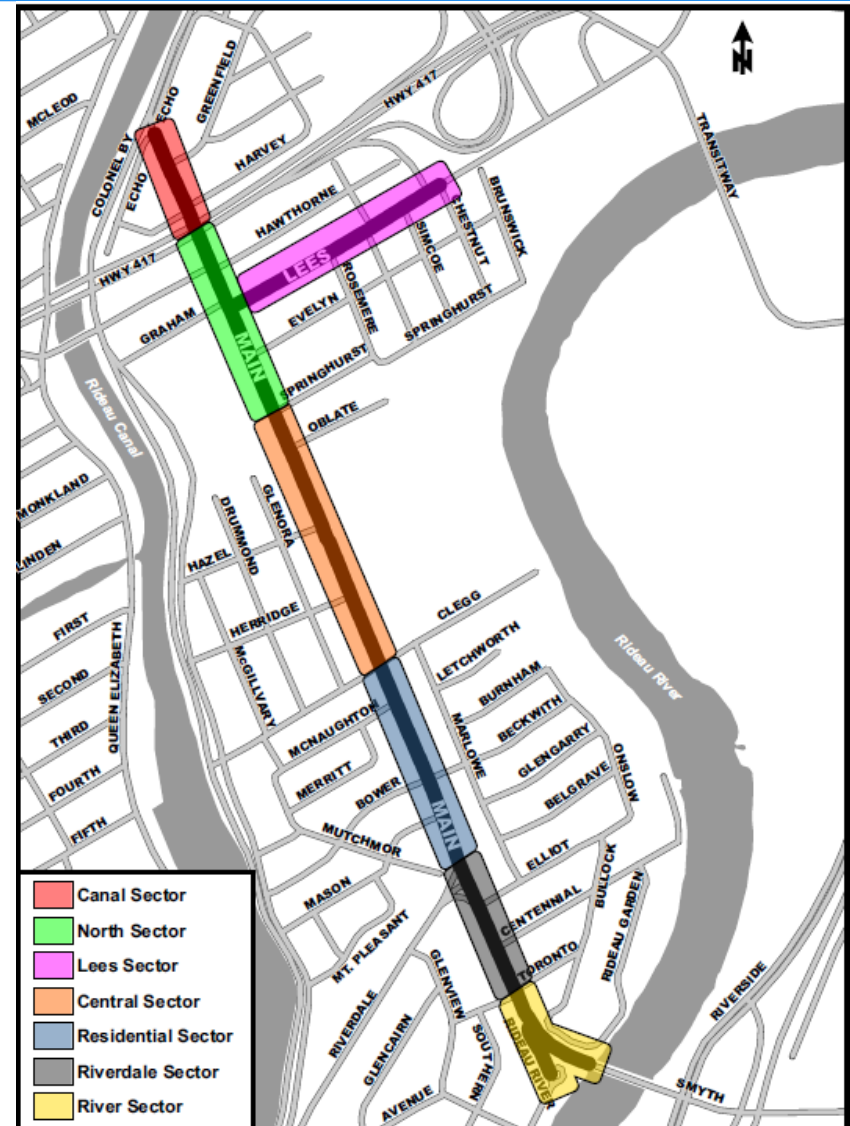 N
MCLEOD
ECHO
GREENFIELD
HWY 417
COLONEL BY
ECHO
HARVEY
TRANSITWAY
HAWTHORNE
BRUNSWICK
CHESTNUT
SIMCOE
HWY 417
LEES
ROSEMERE
GRAHAM
EVELYN
SPRINGHURST
MAIN
SPRINGHURST
Rideau Canal
OBLATE
MONKLAND
GLENORA
DRUMMOND
LINDEN
HAZEL
CLEGG
FIRST
HERRIDGE
LETCHWORTH
Rideau River
SECOND
QUEEN ELIZABETH
McGILLVARY
BURNHAM
THIRD
MCNAUGHTON
MARLOWE
BECKWITH
FOURTH
MERRITT
GLENGARRY
ONSLOW
BOWER
BELGRAVE
FIFTH
MAIN
MUTCHMOR
ELLIOT
BULLOCK
MASON
CENTENNIAL
RIDEAU GARDEN
MT. PLEASANT
TORONTO
GLENVIEW
RIVERSIDE
RIVERDALE
GLENCAIRN
SOUTHERN
RIDEAU RIVER
SMYTH
AVENUE
Canal Sector
North Sector
Lees Sector
Central Sector
Residential Sector
Riverdale Sector
River Sector